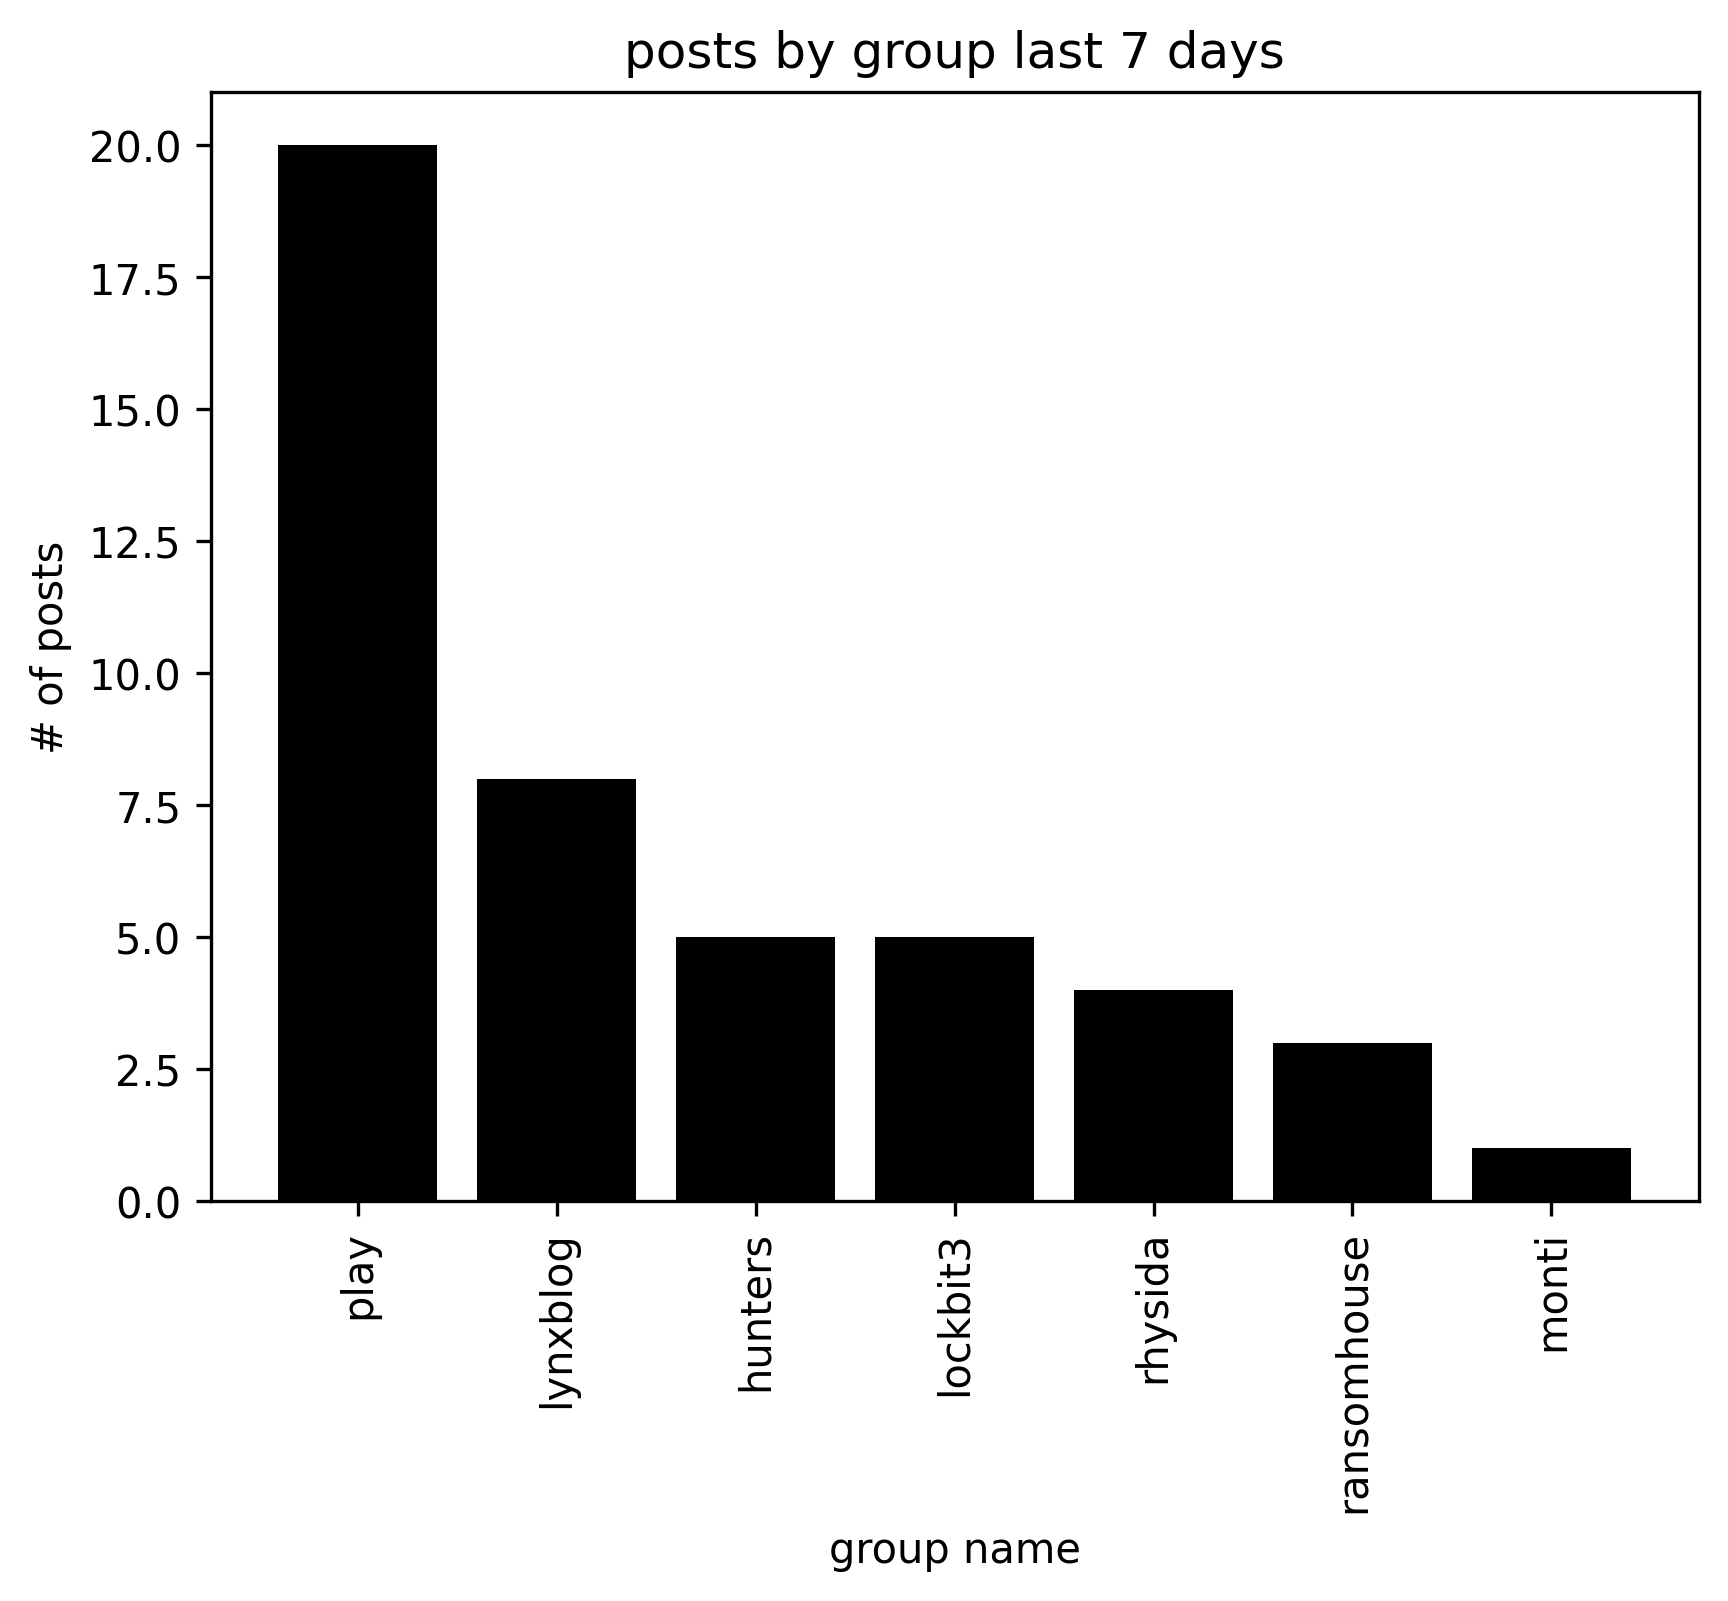 posts by group last 7 days
# of posts
20.0
17.5
15.0
12.5
10.0
7.5
5.0
2.5
0.0
play
lynxblog
hunters
lockbit3
rhysida
ransomhouse
monti
group name